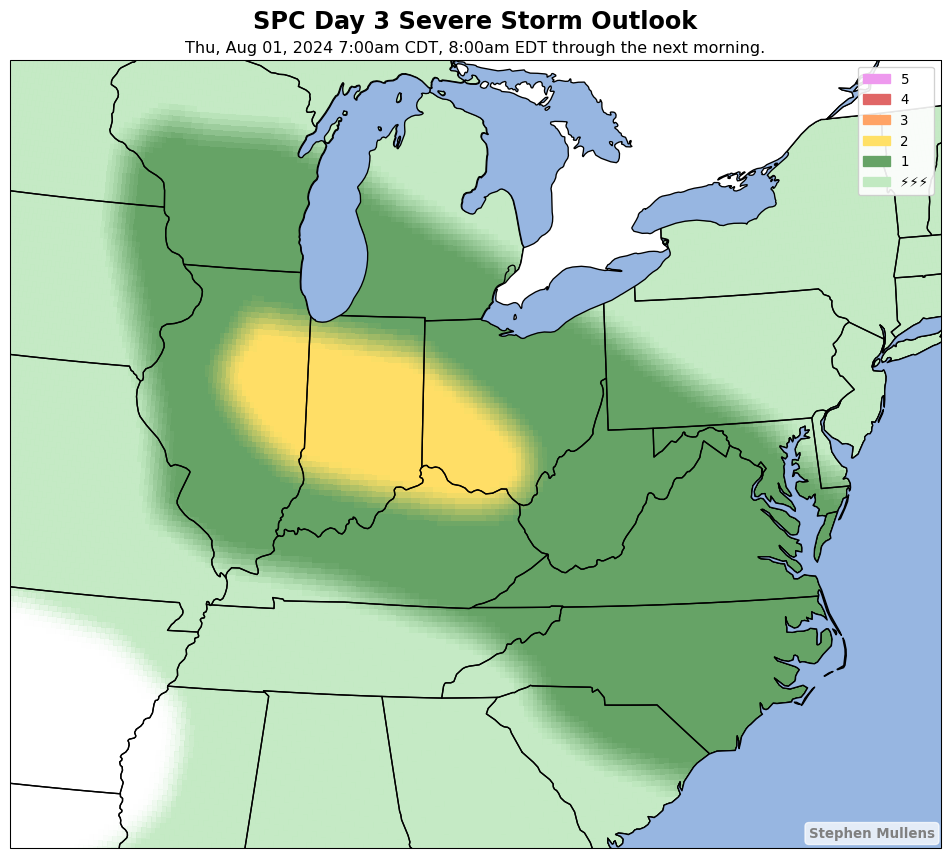 SPC Day 3 Severe Storm Outlook
Thu, Aug 01, 2024 7:00am CDT, 8:00am EDT through the next morning.
5
4
3
2
1
⚡⚡⚡
Stephen Mullens